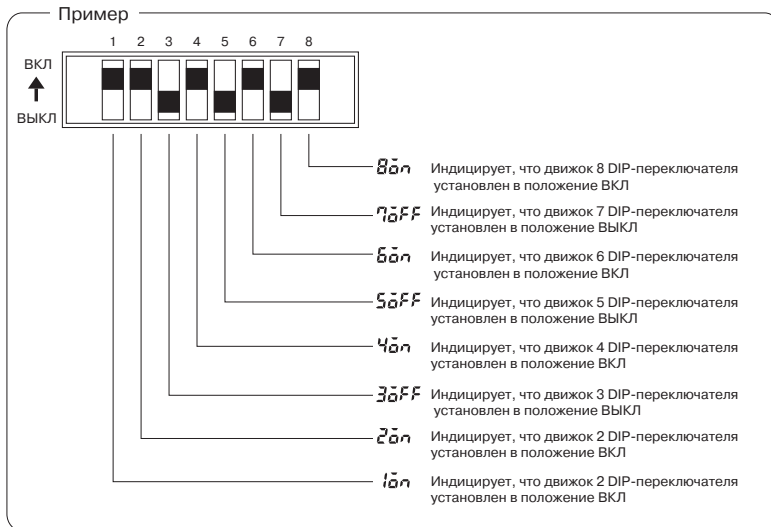 Пример
1 2 3 4 5 6 7 8
ВКЛ
ВЫКЛ
8on Индицирует, что движок 8 DIP-переключателя
установлен в положение ВКЛ
7oFF Индицирует, что движок 7 DIP-переключателя
установлен в положение ВЫКЛ
6on Индицирует, что движок 6 DIP-переключателя
установлен в положение ВКЛ
5oFF Индицирует, что движок 5 DIP-переключателя
установлен в положение ВЫКЛ
4on Индицирует, что движок 4 DIP-переключателя
установлен в положение ВКЛ
3oFF Индицирует, что движок 3 DIP-переключателя
установлен в положение ВЫКЛ
2on Индицирует, что движок 2 DIP-переключателя
установлен в положение ВКЛ
1on Индицирует, что движок 2 DIP-переключателя
установлен в положение ВКЛ